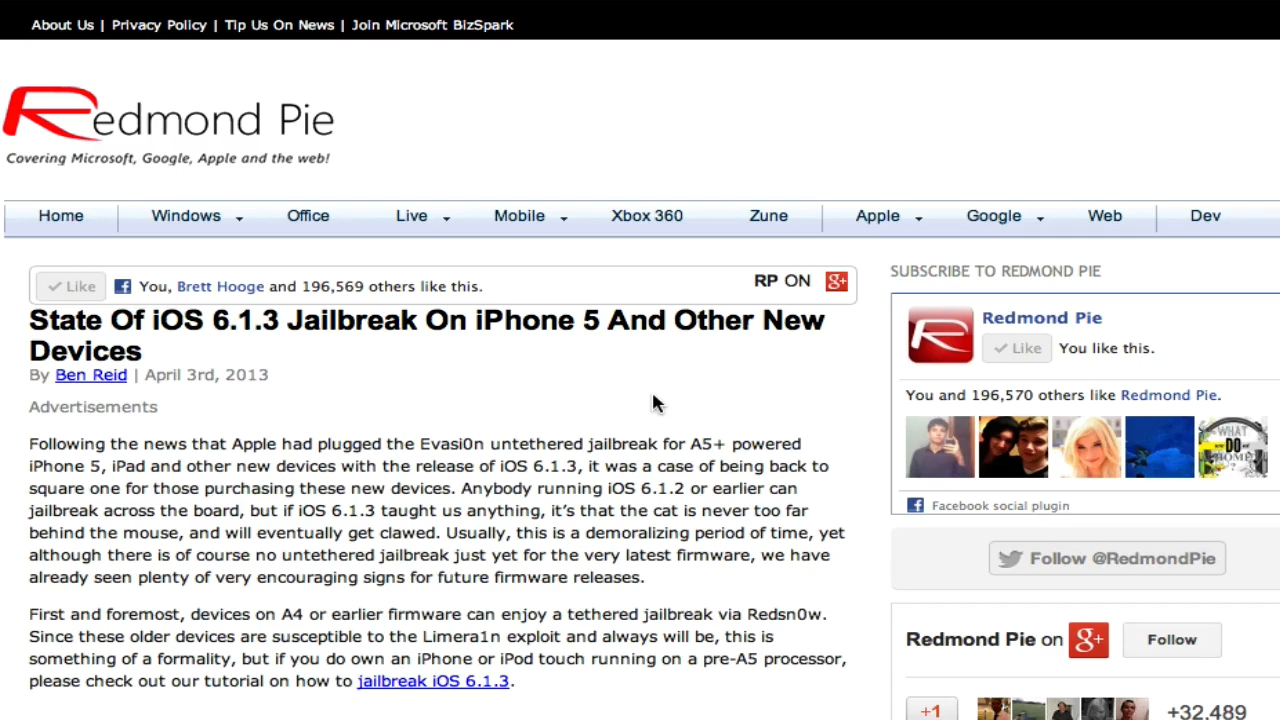 About Us | Privacy Policy | Tip Us On News | Join Microsoft BizSpark
Redmond Pie
Covering Microsoft, Google, Apple and the web!
Home Windows Office Live Mobile Xbox 360 Zune Apple Google Web Dev
Like You, Brett Hooge and 196,569 others like this. RP ON g+
State Of iOS 6.1.3 Jailbreak On iPhone 5 And Other New
Devices
By Ben Reid | April 3rd, 2013
Advertisements
Following the news that Apple had plugged the Evasi0n untethered jailbreak for A5+ powered
iPhone 5, iPad and other new devices with the release of iOS 6.1.3, it was a case of being back to
square one for those purchasing these new devices. Anybody running iOS 6.1.2 or earlier can
jailbreak across the board, but if iOS 6.1.3 taught us anything, it’s that the cat is never too far
behind the mouse, and will eventually get clawed. Usually, this is a demoralizing period of time, yet
although there is of course no untethered jailbreak just yet for the very latest firmware, we have
already seen plenty of very encouraging signs for future firmware releases.
First and foremost, devices on A4 or earlier firmware can enjoy a tethered jailbreak via Redsn0w.
Since these older devices are susceptible to the Limera1n exploit and always will be, this is
something of a formality, but if you do own an iPhone or iPod touch running on a pre-A5 processor,
please check out our tutorial on how to jailbreak iOS 6.1.3.
SUBSCRIBE TO REDMOND PIE
Redmond Pie
Like You like this.
You and 196,570 others like Redmond Pie.
WHAT
DO
HOME
Facebook social plugin
Follow @RedmondPie
Redmond Pie on g+ Follow
+1 +32,489